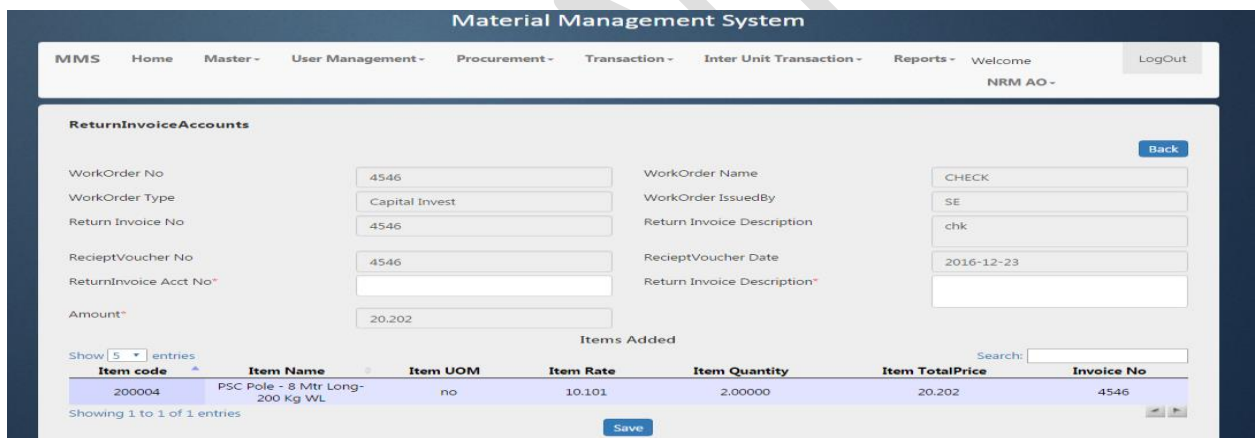 Material Management System
MMS Home Master User Management Procurement Transaction Inter Unit Transaction Reports Welcome LogOut
NRM AO
ReturnInvoiceAccounts
Back
WorkOrder No 4546 WorkOrder Name CHECK
WorkOrder Type Capital Invest WorkOrder IssuedBy SE
Return Invoice No 4546 Return Invoice Description chk
RecieptVoucher No 4546 RecieptVoucher Date 2016-12-23
ReturnInvoice Acct No* Return Invoice Description*
Amount* 20.202
Items Added
Show 5 entries Search:
Item code Item Name Item UOM Item Rate Item Quantity Item TotalPrice Invoice No
200004 PSC Pole - 8 Mtr Long- no 10.101 2.00000 20.202 4546
200 Kg WL
Showing 1 to 1 of 1 entries
Save